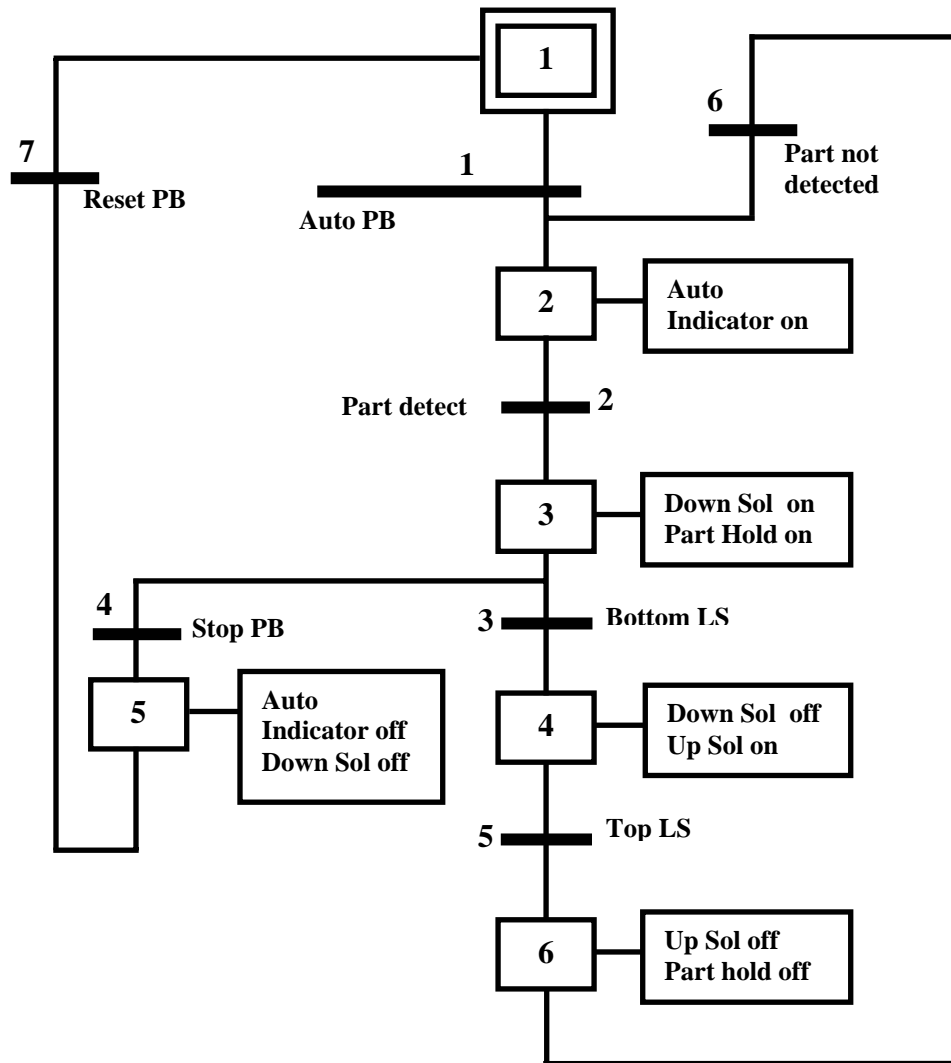 1
6
7
1
Part not
detected
Reset PB
Auto PB
2
Auto
Indicator on
Part detect
2
3
Down Sol on
Part Hold on
4
Stop PB
3
Bottom LS
5
Auto
Indicator off
Down Sol off
4
Down Sol off
Up Sol on
5
Top LS
6
Up Sol off
Part hold off